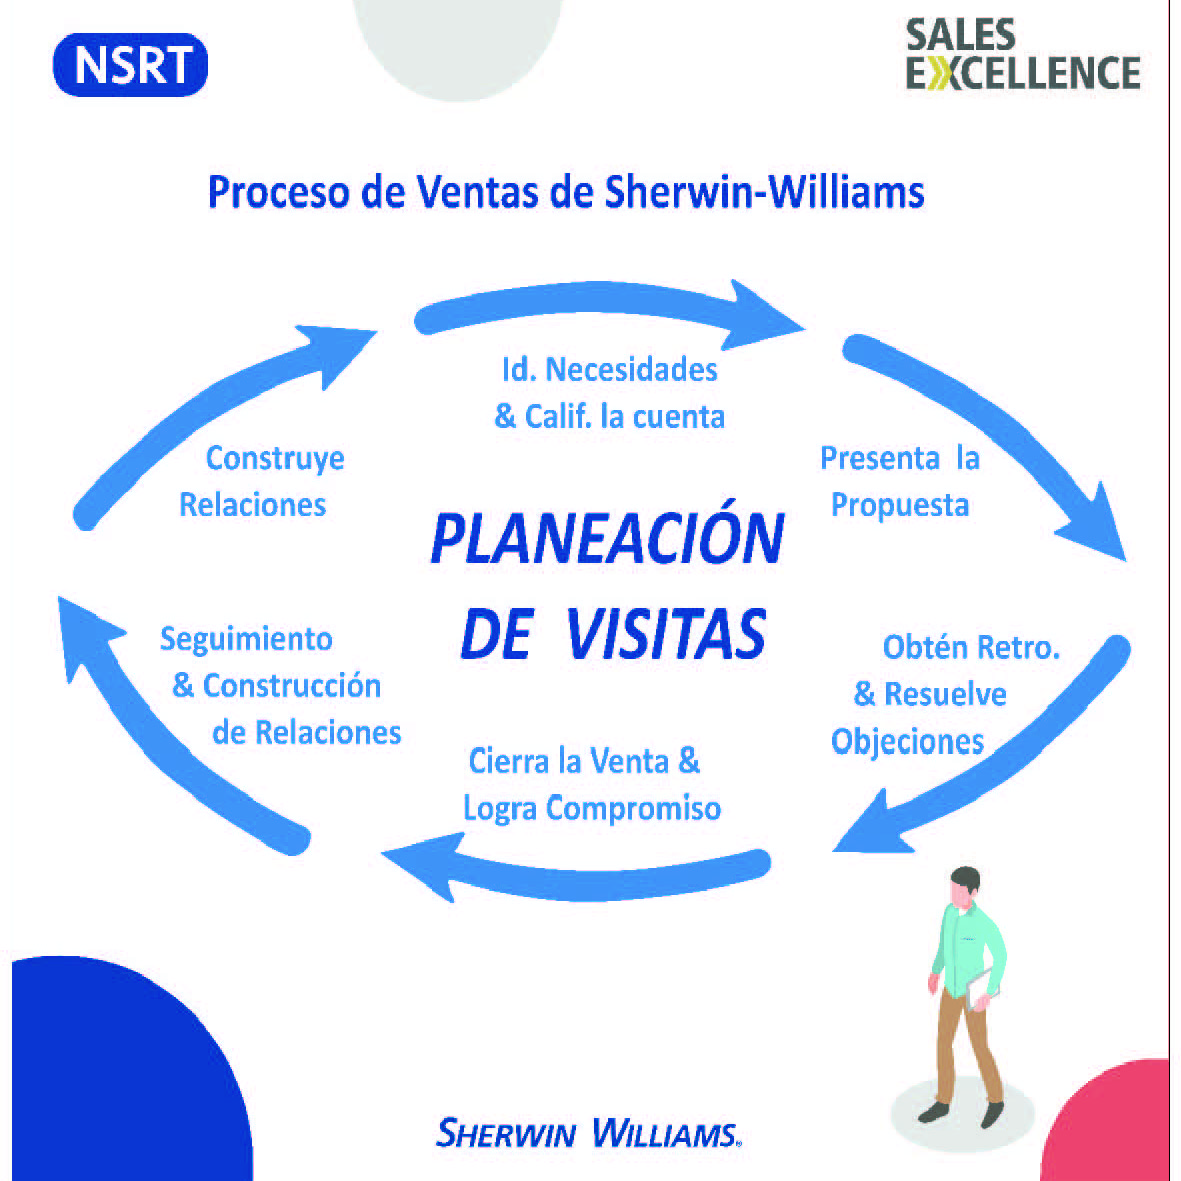 NSRT
SALES
EXCELLENCE
Proceso de Ventas de Sherwin-Williams
Id. Necesidades
& Calif. la cuenta
Construye
Relaciones
Presenta la
Propuesta
PLANEACIÓN
DE VISITAS
Seguimiento
& Construcción
de Relaciones
Obtén Retro.
& Resuelve
Objeciones
Cierra la Venta &
Logra Compromiso
SHERWIN WILLIAMS®